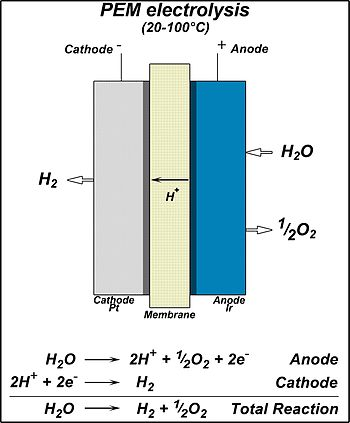 PEM electrolysis
(20-100°C)
Cathode - + Anode
H₂O
H₂
H⁺
½O₂
Cathode Anode
Pt Membrane Ir
H₂O → 2H⁺ + ½O₂ + 2e⁻ Anode
2H⁺ + 2e⁻ → H₂ Cathode
H₂O → H₂ + ½O₂ Total Reaction